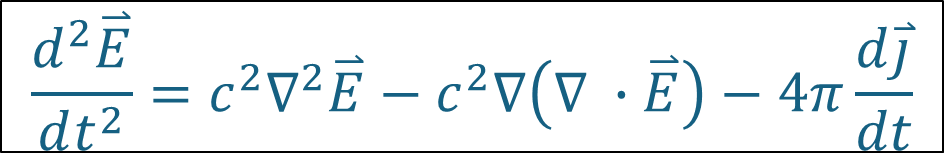 d²E⃗/dt² = c²∇²E⃗ − c²∇(∇ · E⃗) − 4π dj⃗/dt